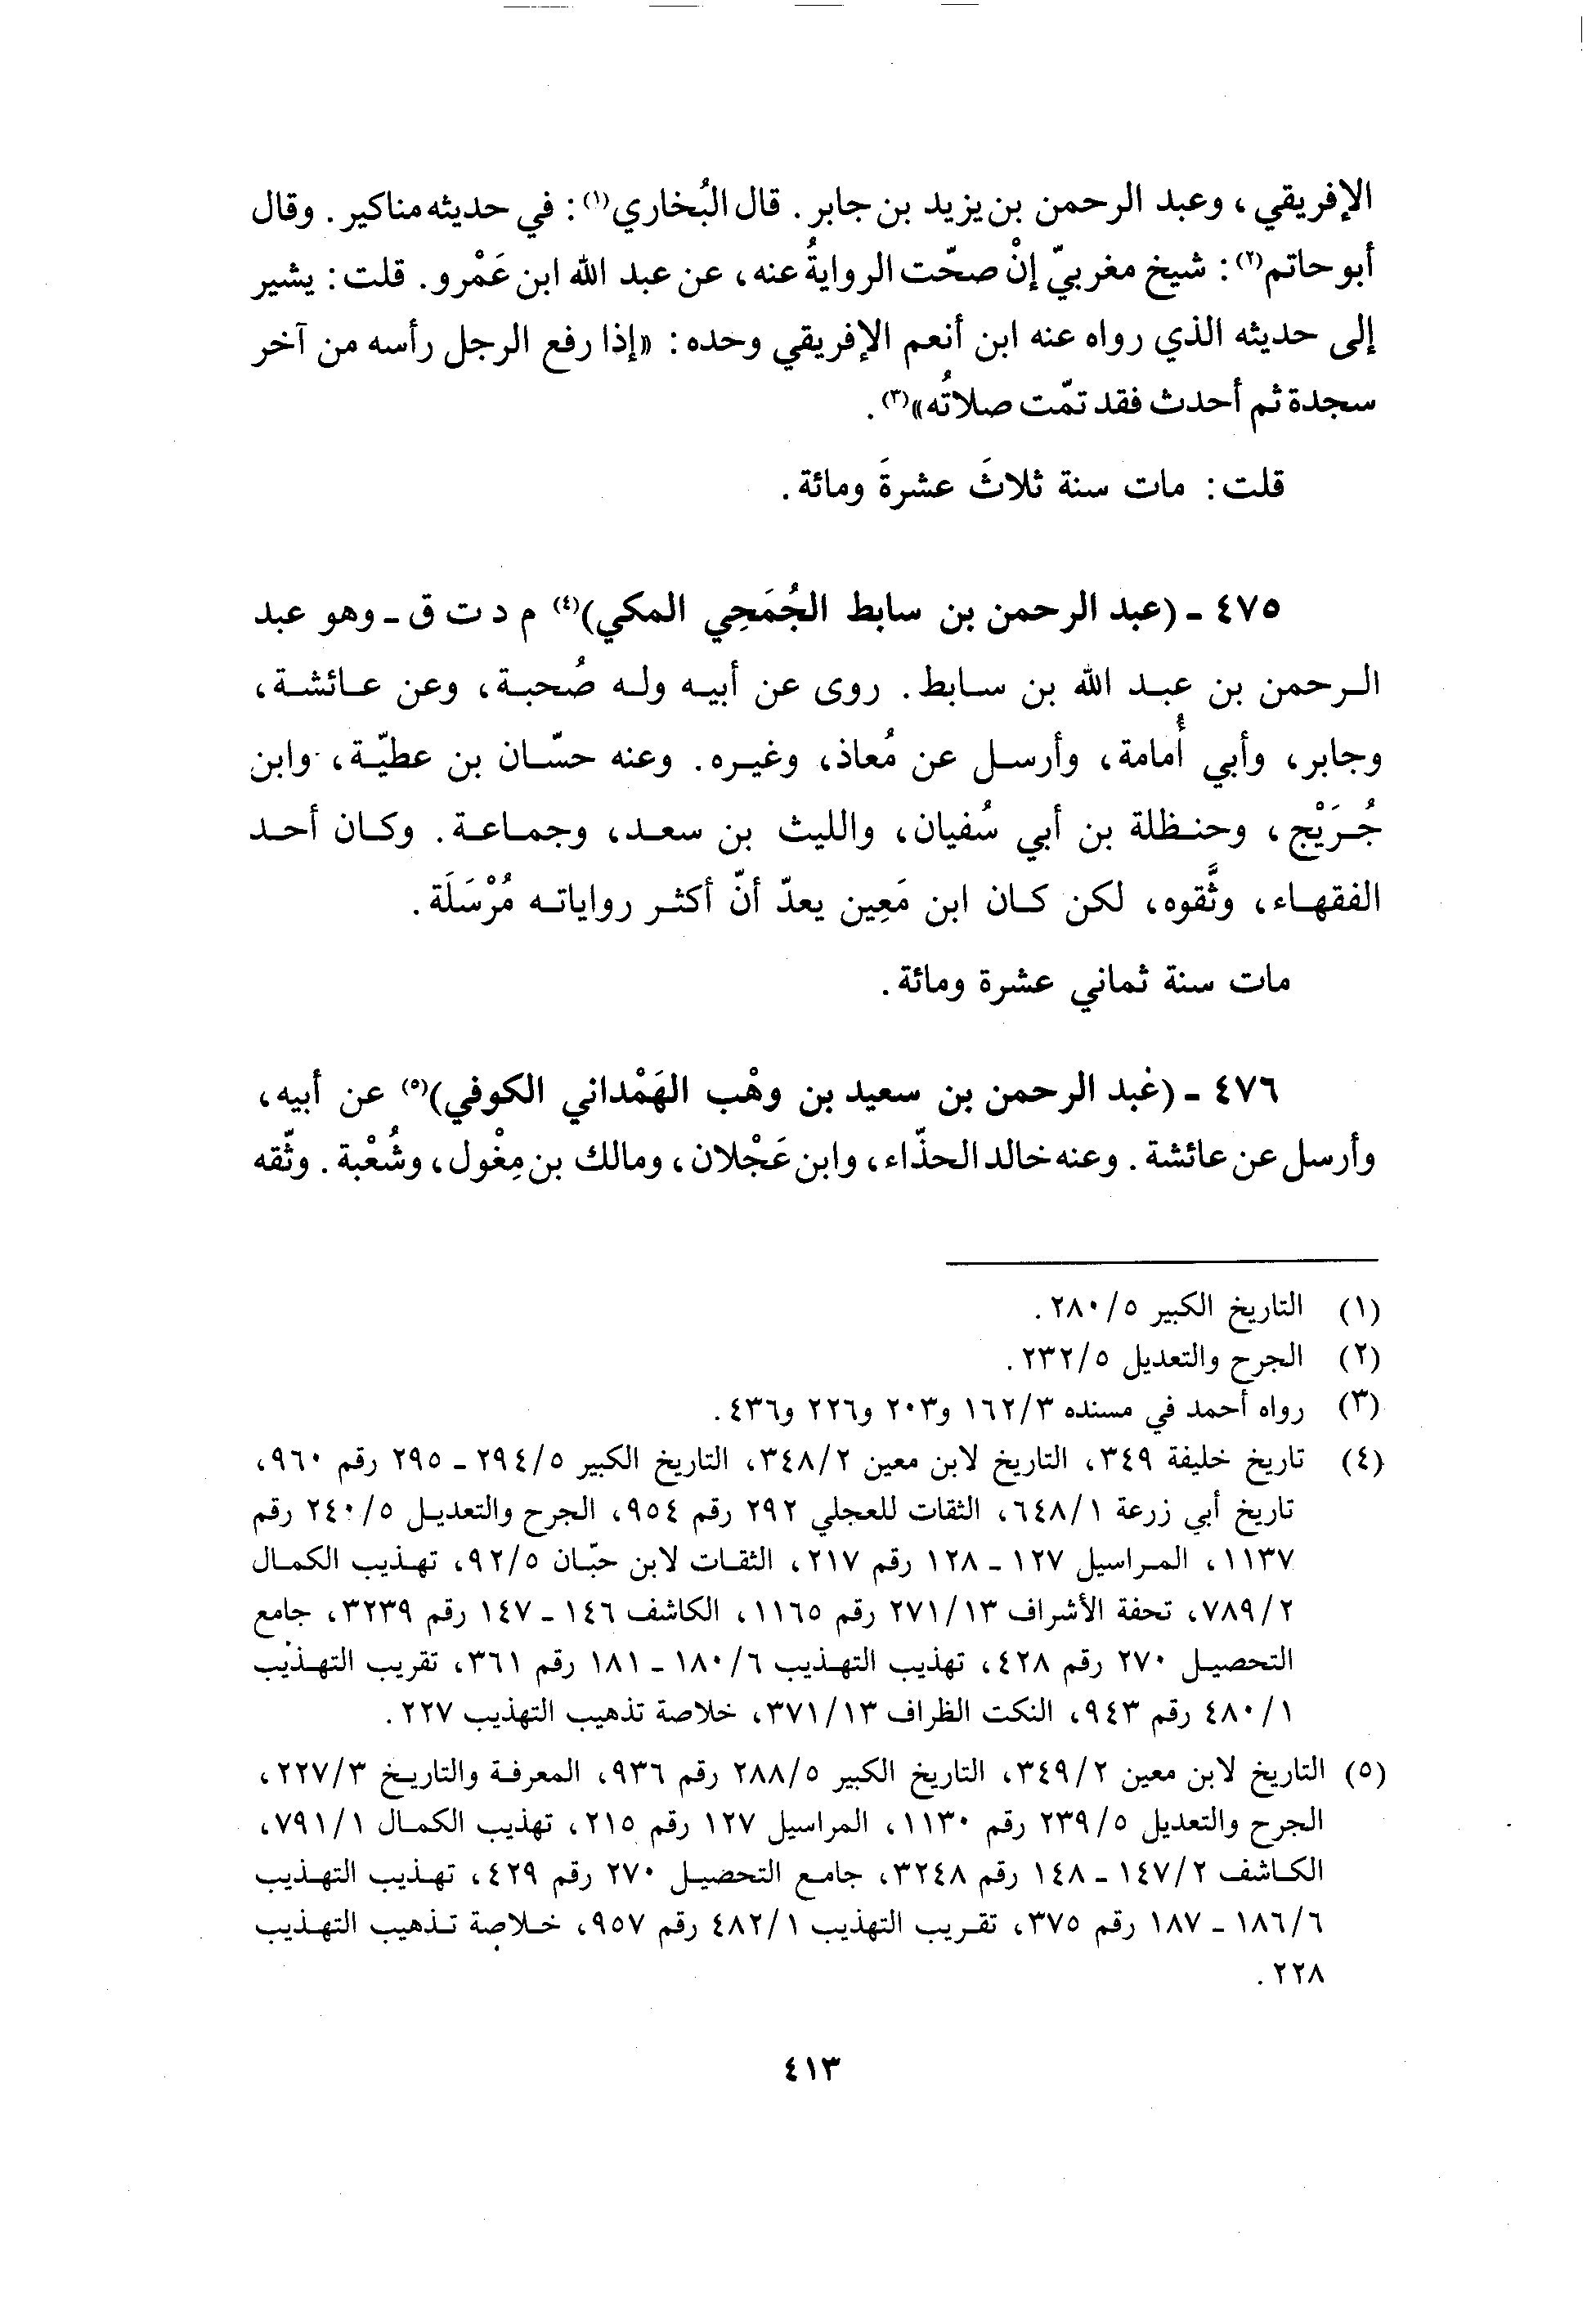 الإفريقي، وعبد الرحمن بن يزيد بن جابر. قال البُخاري(١): في حديثه مناكير. وقال
أبو حاتم(٢): شيخ مغربيّ إنْ صحّت الروايةُ عنه، عن عبد الله ابن عَمْرو. قلت: يشير
إلى حديثه الذي رواه عنه ابن أنعم الإفريقي وحده: «إذا رفع الرجل رأسه من آخر
سجدة ثم أحدث فقد تمّت صلاتُه»(٣).
قلت: مات سنة ثلاثَ عشرةَ ومائة.
٤٧٥ - (عبد الرحمن بن سابط الجُمَحِي المكي)(٤) م د ت ق - وهو عبد
الرحمن بن عبد الله بن سابط. روى عن أبيه وله صُحبة، وعن عائشة،
وجابر، وأبي أُمامة، وأرسل عن مُعاذ، وغيره. وعنه حسّان بن عطيّة، وابن
جُرَيْج، وحنظلة بن أبي سُفيان، والليث بن سعد، وجماعة. وكان أحد
الفقهاء، وثَّقوه، لكن كان ابن مَعِين يعدّ أنّ أكثر رواياته مُرْسَلَة.
مات سنة ثماني عشرة ومائة.
٤٧٦ - (عبد الرحمن بن سعيد بن وهْب الهَمْداني الكوفي)(٥) عن أبيه،
وأرسل عن عائشة. وعنه خالد الحذّاء، وابن عَجْلان، ومالك بن مِغْول، وشُعْبة. وثّقه
(١) التاريخ الكبير ٢٨٠/٥.
(٢) الجرح والتعديل ٢٣٢/٥.
(٣) رواه أحمد في مسنده ١٦٢/٣ و٢٠٣ و٢٢٦ و٤٣٦.
(٤) تاريخ خليفة ٣٤٩، التاريخ لابن معين ٣٤٨/٢، التاريخ الكبير ٢٩٤/٥ - ٢٩٥ رقم ٩٦٠،
تاريخ أبي زرعة ٦٤٨/١، الثقات للعجلي ٢٩٢ رقم ٩٥٤، الجرح والتعديل ٢٤٠/٥ رقم
١١٣٧، المراسيل ١٢٧ - ١٢٨ رقم ٢١٧، الثقات لابن حبّان ٩٢/٥، تهذيب الكمال
٧٨٩/٢، تحفة الأشراف ٢٧١/١٣ رقم ١١٦٥، الكاشف ١٤٦ - ١٤٧ رقم ٣٢٣٩، جامع
التحصيل ٢٧٠ رقم ٤٢٨، تهذيب التهذيب ١٨٠/٦ - ١٨١ رقم ٣٦١، تقريب التهذيب
٤٨٠/١ رقم ٩٤٣، النكت الظراف ٣٧١/١٣، خلاصة تذهيب التهذيب ٢٢٧.
(٥) التاريخ لابن معين ٣٤٩/٢، التاريخ الكبير ٢٨٨/٥ رقم ٩٣٦، المعرفة والتاريخ ٢٢٧/٣،
الجرح والتعديل ٢٣٩/٥ رقم ١١٣٠، المراسيل ١٢٧ رقم ٢١٥، تهذيب الكمال ٧٩١/١،
الكاشف ١٤٧/٢ - ١٤٨ رقم ٣٢٤٨، جامع التحصيل ٢٧٠ رقم ٤٢٩، تهذيب التهذيب
١٨٦/٦ - ١٨٧ رقم ٣٧٥، تقريب التهذيب ٤٨٢/١ رقم ٩٥٧، خلاصة تذهيب التهذيب
٢٢٨.
٤١٣